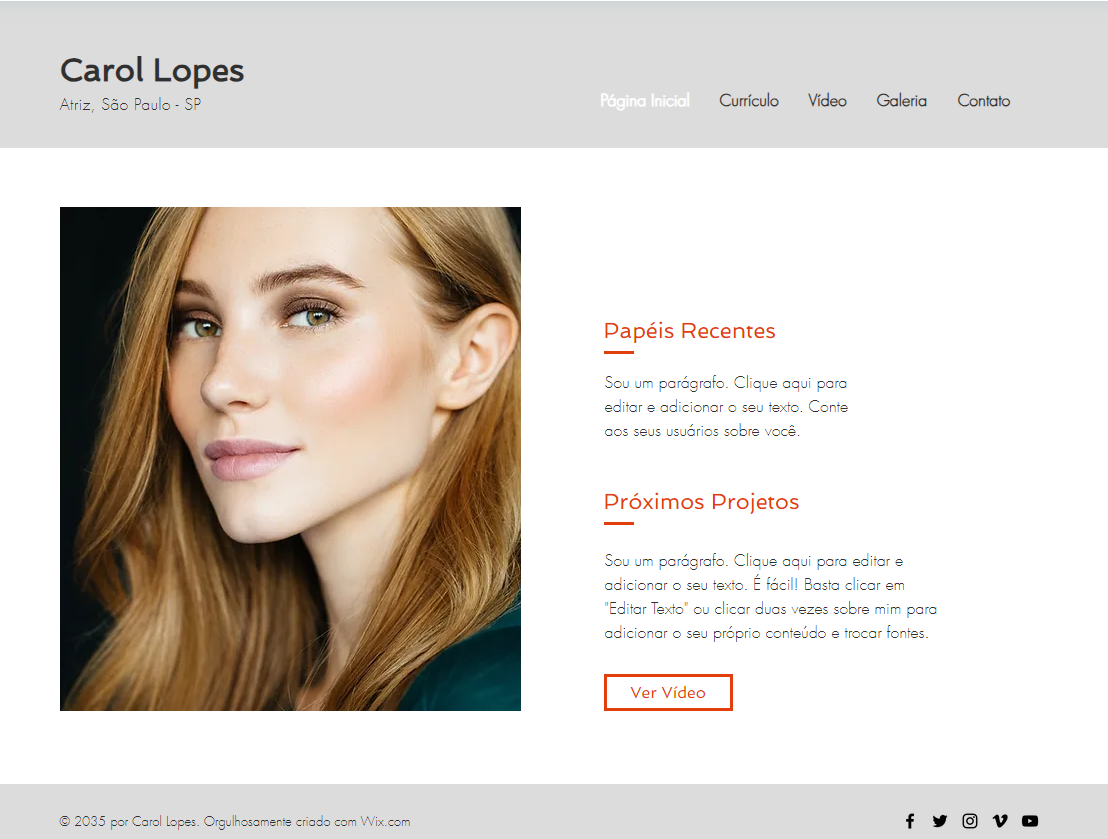 Carol Lopes
Atriz, São Paulo - SP
Página Inicial Currículo Vídeo Galeria Contato
Papéis Recentes
Sou um parágrafo. Clique aqui para
editar e adicionar o seu texto. Conte
aos seus usuários sobre você.
Próximos Projetos
Sou um parágrafo. Clique aqui para editar e
adicionar o seu texto. É fácil! Basta clicar em
"Editar Texto" ou clicar duas vezes sobre mim para
adicionar o seu próprio conteúdo e trocar fontes.
Ver Vídeo
© 2035 por Carol Lopes. Orgulhosamente criado com Wix.com